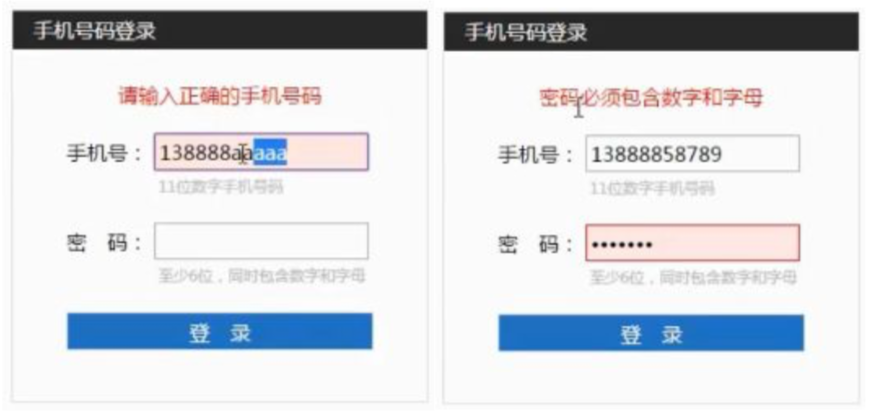 手机号码登录
请输入正确的手机号码
手机号： 138888aaaaa
11位数字手机号码
密 码：
至少6位，同时包含数字和字母
登 录
手机号码登录
密码必须包含数字和字母
手机号： 13888858789
11位数字手机号码
密 码： •••••••
至少6位，同时包含数字和字母
登 录